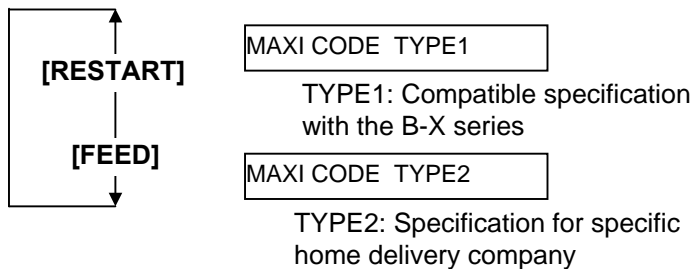 MAXI CODE  TYPE1
[RESTART]
TYPE1: Compatible specification
with the B-X series
[FEED]
MAXI CODE  TYPE2
TYPE2: Specification for specific
home delivery company